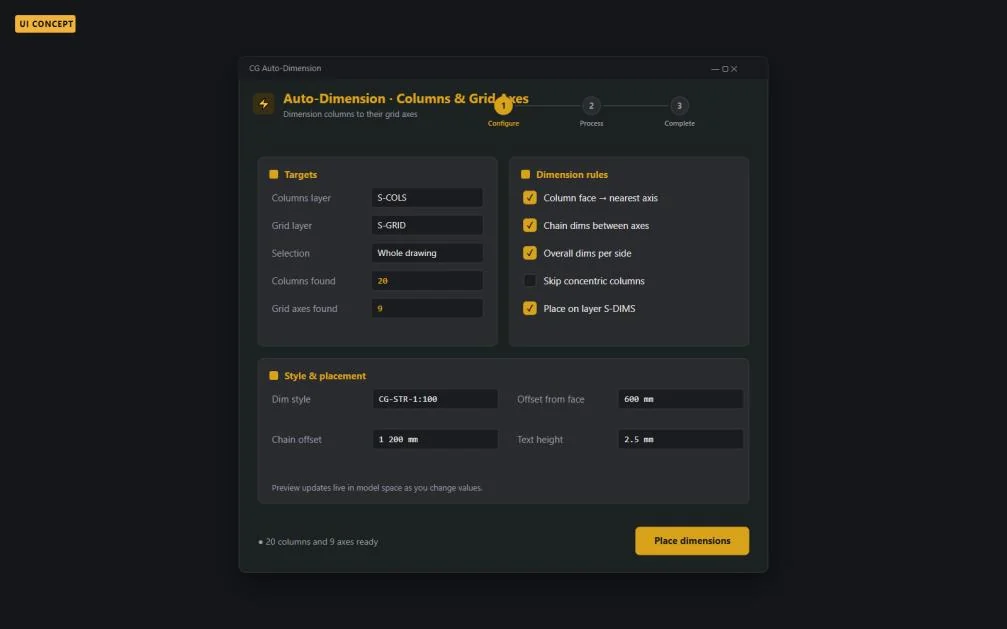 UI CONCEPT
CG Auto-Dimension
Auto-Dimension · Columns & Grid Axes
Dimension columns to their grid axes
1
Configure
2
Process
3
Complete
Targets
Columns layer
S-COLS
Grid layer
S-GRID
Selection
Whole drawing
Columns found
20
Grid axes found
9
Dimension rules
Column face → nearest axis
Chain dims between axes
Overall dims per side
Skip concentric columns
Place on layer S-DIMS
Style & placement
Dim style
CG-STR-1:100
Offset from face
600 mm
Chain offset
1 200 mm
Text height
2.5 mm
Preview updates live in model space as you change values.
● 20 columns and 9 axes ready
Place dimensions